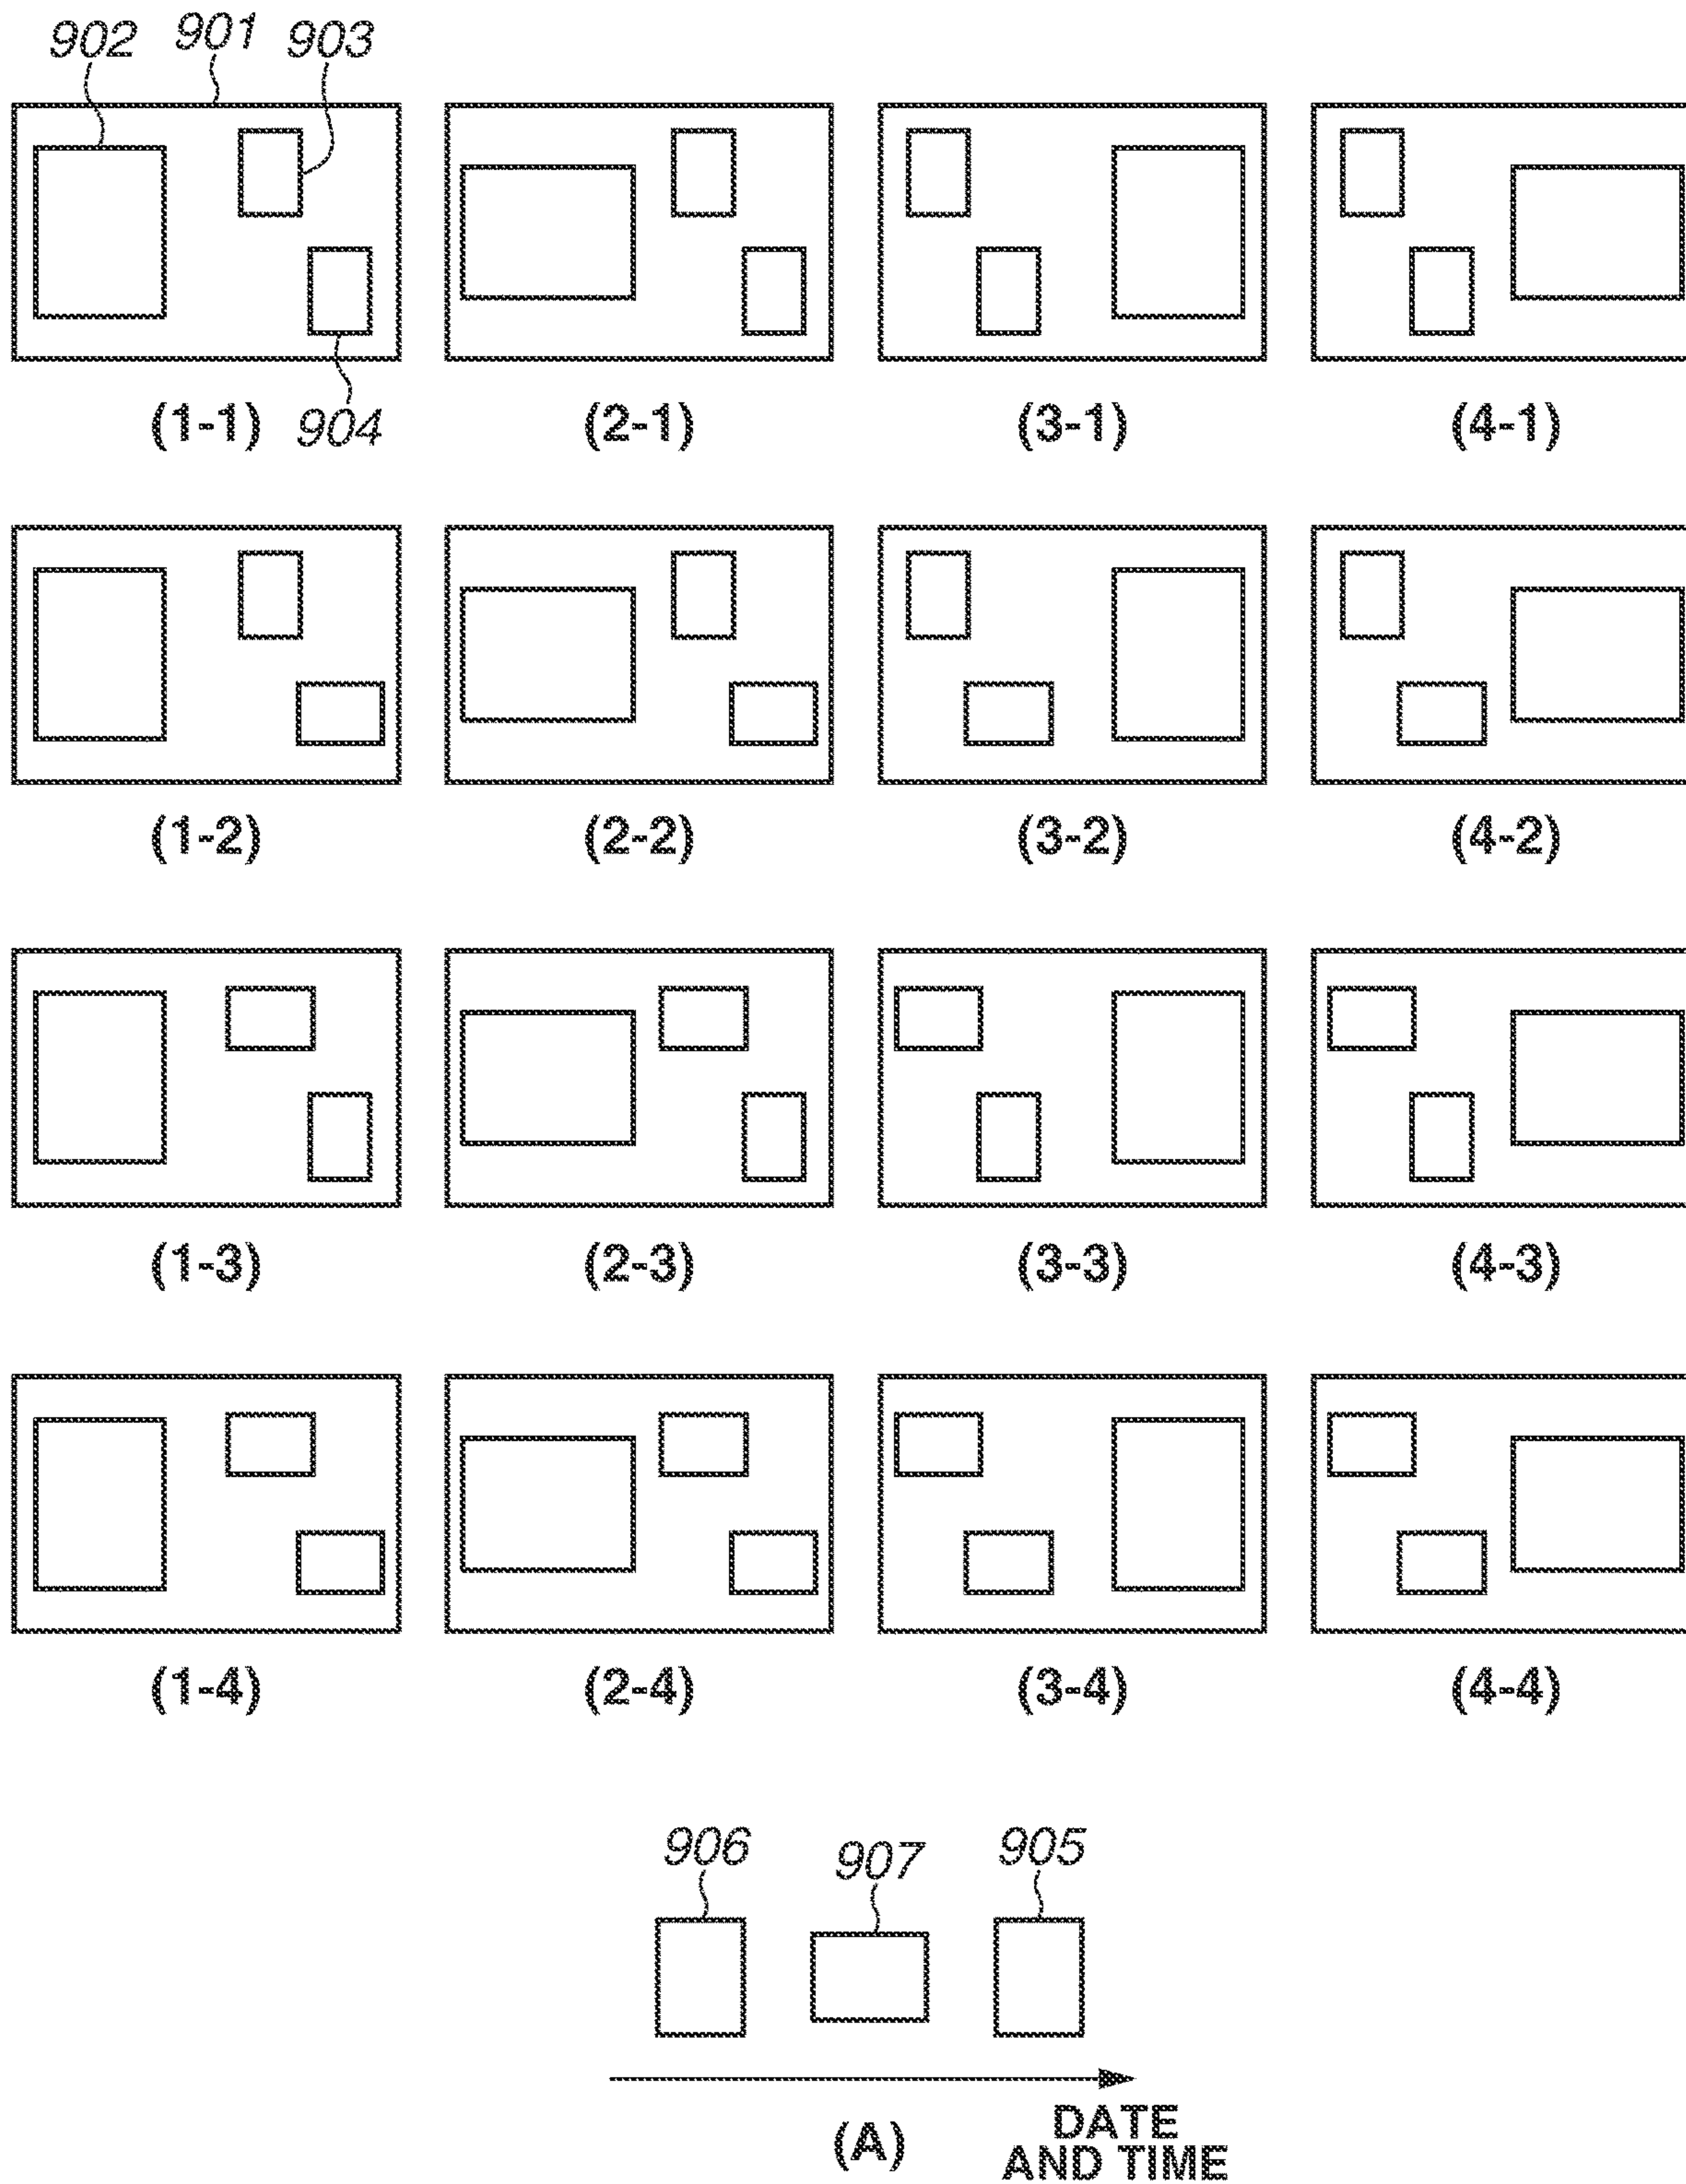 902 901 903
(1-1) 904 (2-1) (3-1) (4-1)
(1-2) (2-2) (3-2) (4-2)
(1-3) (2-3) (3-3) (4-3)
(1-4) (2-4) (3-4) (4-4)
906 907 905
(A) DATE
AND TIME